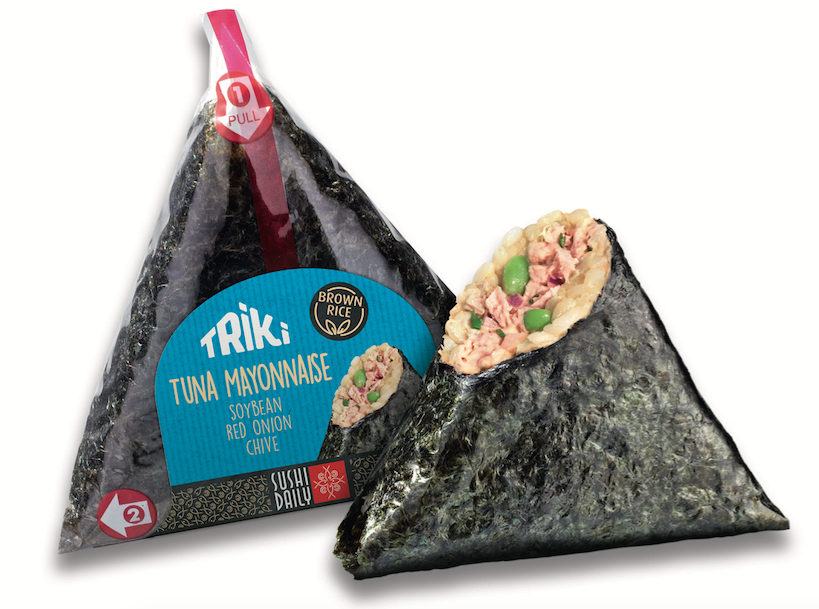 1
PULL
BROWN
RICE
TRiKi
TUNA MAYONNAISE
SOYBEAN
RED ONION
CHIVE
SUSHI
DAILY
2